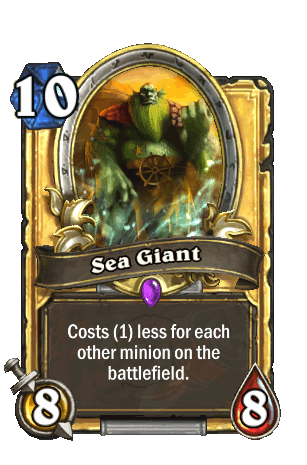 10
Sea Giant
Costs (1) less for each
other minion on the
battlefield.
8
8